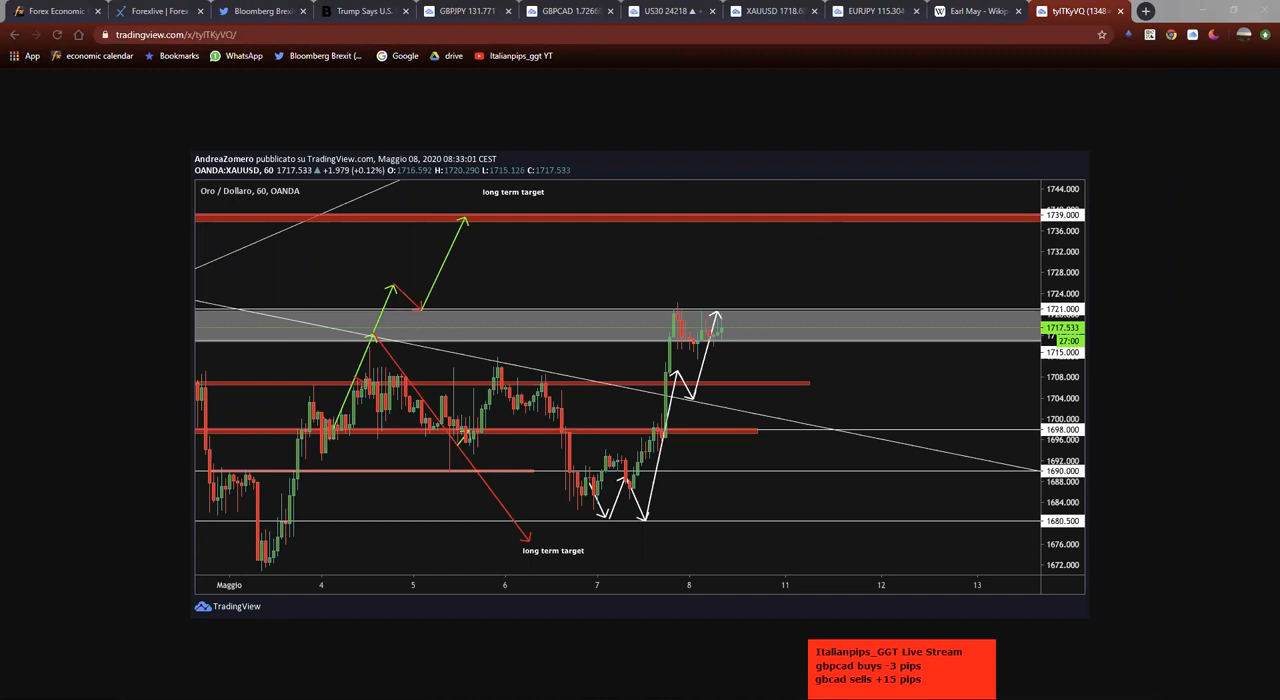 Forex Economic
Forexlive | Forex
Bloomberg Brexi
Trump Says U.S.
GBPJPY 131.771
GBPCAD 1.7266
US30 24218 ▲
XAUUSD 1718.6
EURJPY 115.304
Earl May - Wikip
tyITKyVQ (1348
tradingview.com/x/tyITKyVQ/
App
economic calendar
Bookmarks
WhatsApp
Bloomberg Brexit (...
Google
drive
Italianpips_ggt YT
AndreaZomero pubblicato su TradingView.com, Maggio 08, 2020 08:33:01 CEST
OANDA:XAUUSD, 60 1717.533 ▲ +1.979 (+0.12%) O:1716.592 H:1720.290 L:1715.126 C:1717.533
Oro / Dollaro, 60, OANDA
long term target
1744.000
1739.000
1736.000
1732.000
1728.000
1724.000
1721.000
1717.533
27:00
1715.000
1708.000
1704.000
1700.000
1698.000
1696.000
1692.000
1690.000
1688.000
1684.000
1680.500
1676.000
1672.000
long term target
Maggio 4 5 6 7 8 11 12 13
TradingView
Italianpips_GGT Live Stream
gbpcad buys -3 pips
gbcad sells +15 pips